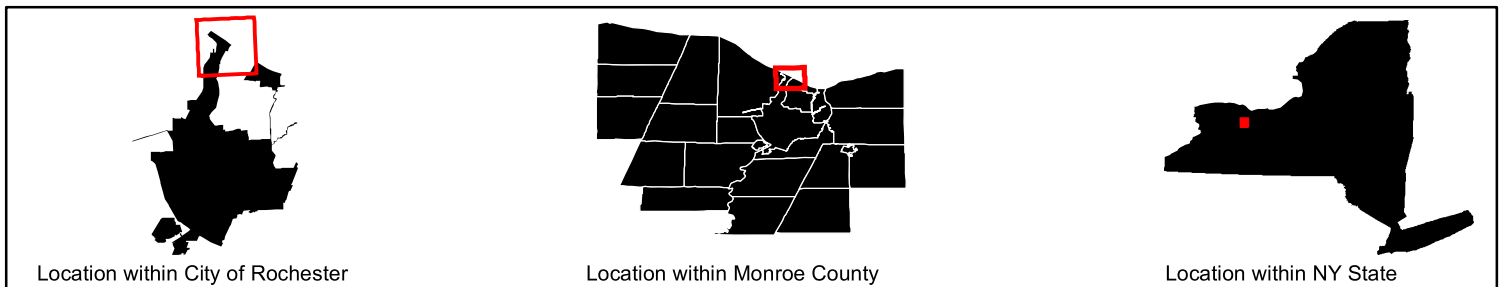 Location within City of Rochester
Location within Monroe County
Location within NY State